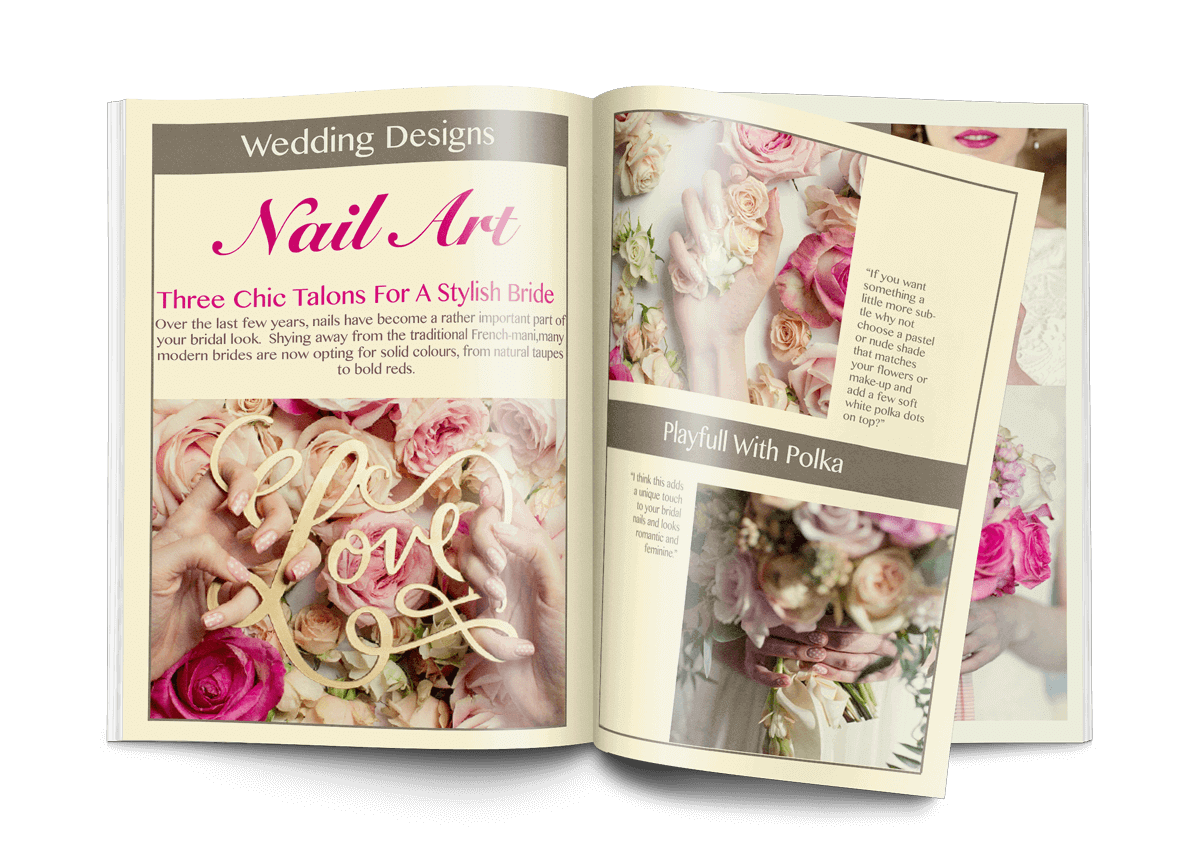 Wedding Designs
Nail Art
Three Chic Talons For A Stylish Bride
Over the last few years, nails have become a rather important part of
your bridal look.  Shying away from the traditional French-mani,many
modern brides are now opting for solid colours, from natural taupes
to bold reds.
love
"If you want
something a
little more sub-
tle why not
choose a pastel
or nude shade
that matches
your flowers or
make-up and
add a few soft
white polka dots
on top?"
Playfull With Polka
"I think this adds
a unique touch
to your bridal
nails and looks
romantic and
feminine."